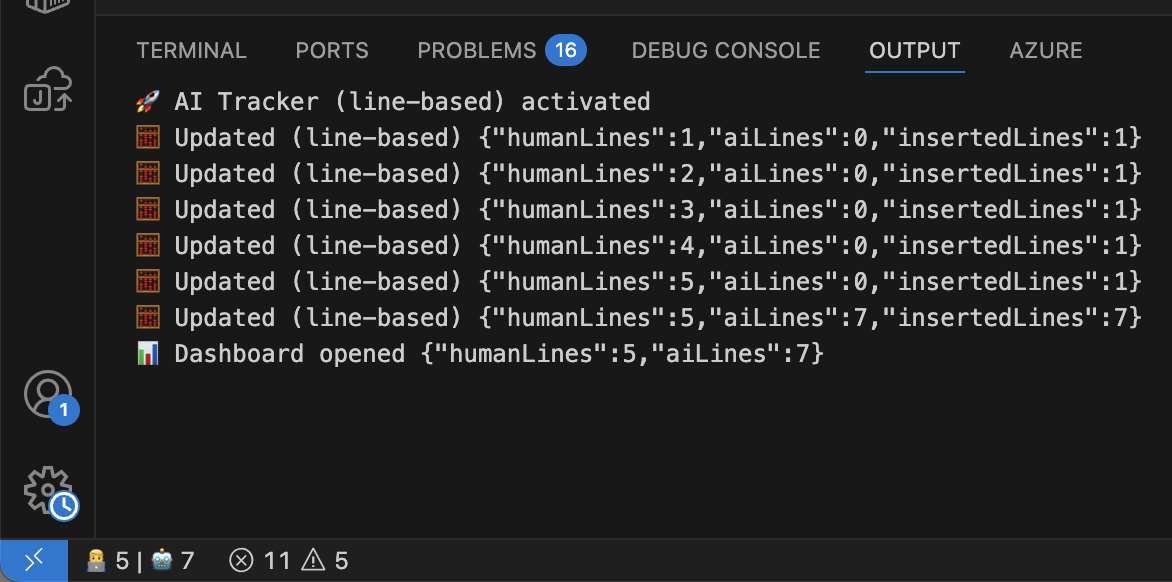 TERMINAL PORTS PROBLEMS 16 DEBUG CONSOLE OUTPUT AZURE
🚀 AI Tracker (line-based) activated
🧮 Updated (line-based) {"humanLines":1,"aiLines":0,"insertedLines":1}
🧮 Updated (line-based) {"humanLines":2,"aiLines":0,"insertedLines":1}
🧮 Updated (line-based) {"humanLines":3,"aiLines":0,"insertedLines":1}
🧮 Updated (line-based) {"humanLines":4,"aiLines":0,"insertedLines":1}
🧮 Updated (line-based) {"humanLines":5,"aiLines":0,"insertedLines":1}
🧮 Updated (line-based) {"humanLines":5,"aiLines":7,"insertedLines":7}
📊 Dashboard opened {"humanLines":5,"aiLines":7}
J
1
🧑‍💻 5 | 🤖 7 11 5